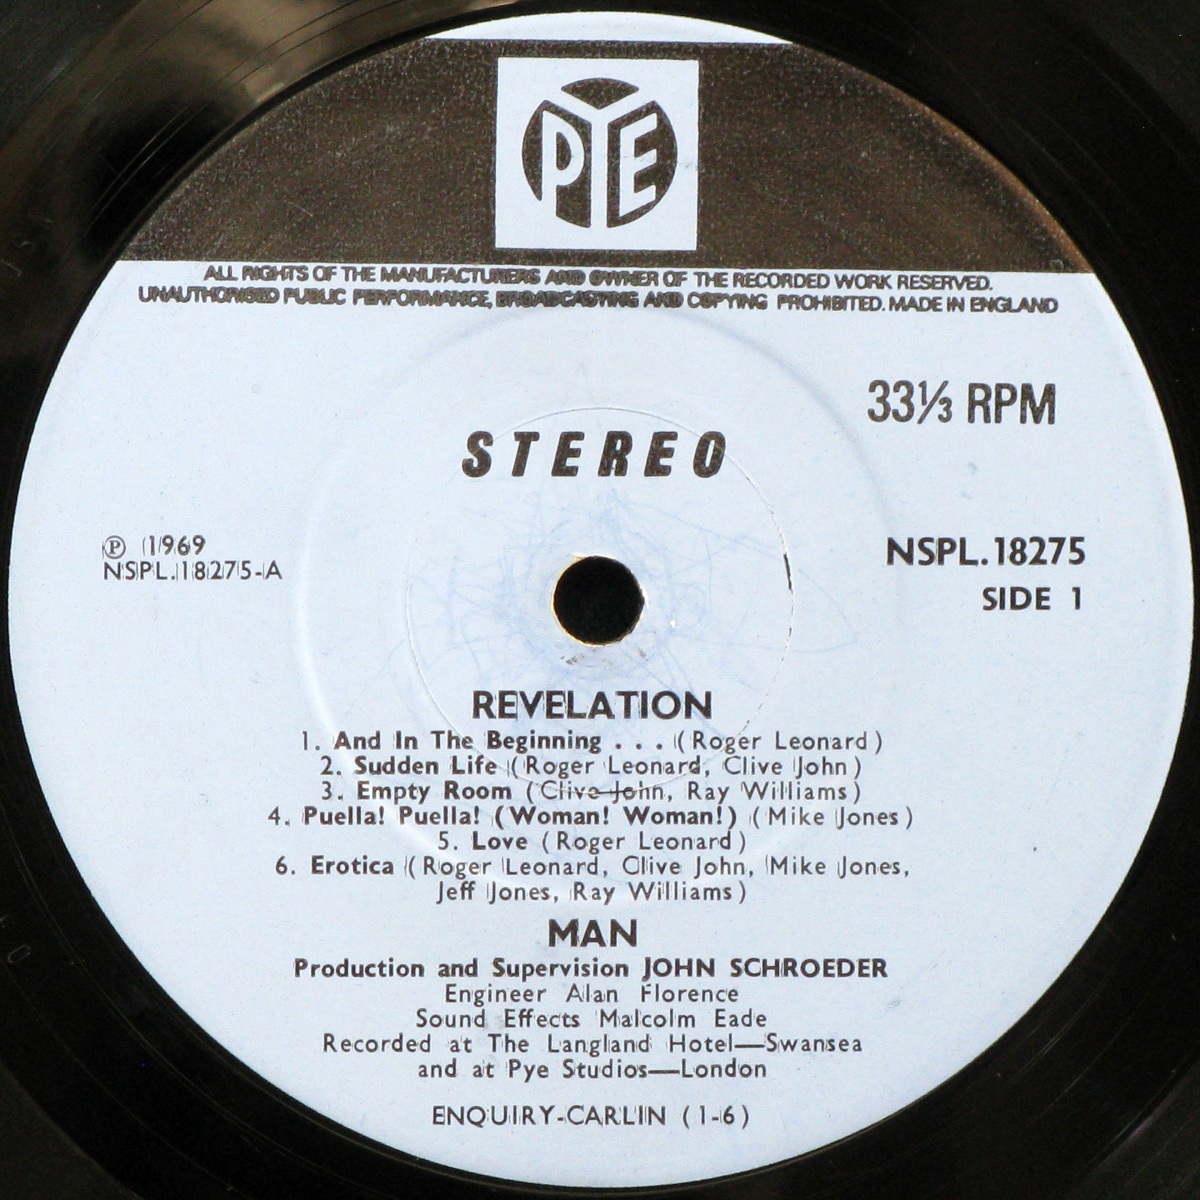 PYE
ALL RIGHTS OF THE MANUFACTURERS AND OWNER OF THE RECORDED WORK RESERVED.
UNAUTHORISED PUBLIC PERFORMANCE, BROADCASTING AND COPYING PROHIBITED. MADE IN ENGLAND
33⅓ RPM
STEREO
℗ 1969
NSPL.18275-A
NSPL.18275
SIDE 1
REVELATION
1. And In The Beginning . . . (Roger Leonard)
2. Sudden Life (Roger Leonard, Clive John)
3. Empty Room (Clive John, Ray Williams)
4. Puella! Puella! (Woman! Woman!) (Mike Jones)
5. Love (Roger Leonard)
6. Erotica (Roger Leonard, Clive John, Mike Jones,
Jeff Jones, Ray Williams)
MAN
Production and Supervision JOHN SCHROEDER
Engineer Alan Florence
Sound Effects Malcolm Eade
Recorded at The Langland Hotel—Swansea
and at Pye Studios—London
ENQUIRY-CARLIN (1-6)